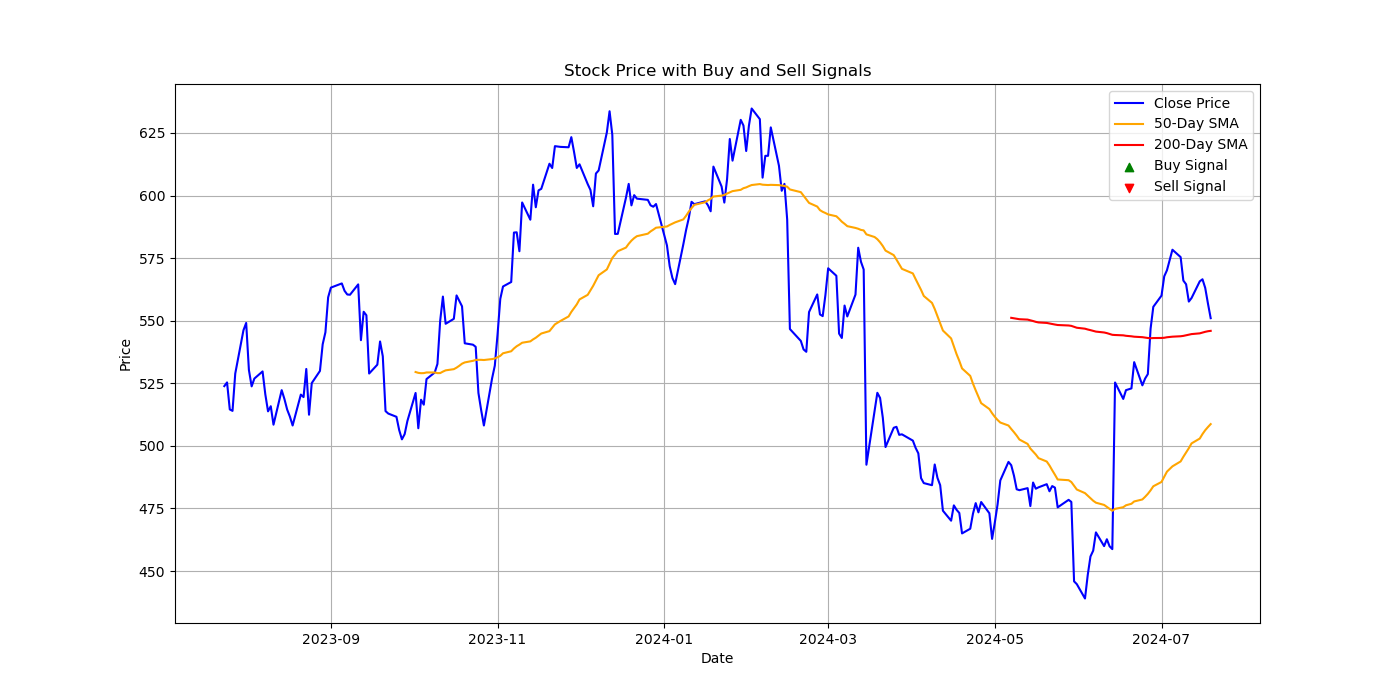 Stock Price with Buy and Sell Signals
Close Price
50-Day SMA
200-Day SMA
Buy Signal
Sell Signal
625
600
575
550
525
500
475
450
Price
2023-09 2023-11 2024-01 2024-03 2024-05 2024-07
Date